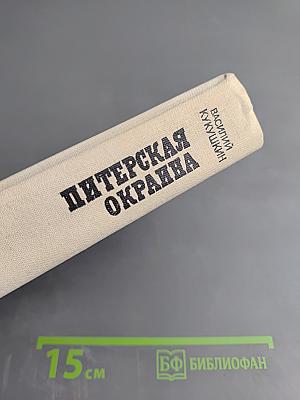 ВАСИЛИЙ
КУКУШКИН
ПИТЕРСКАЯ
ОКРАИНА
15 см
БФ БИБЛИОФАН